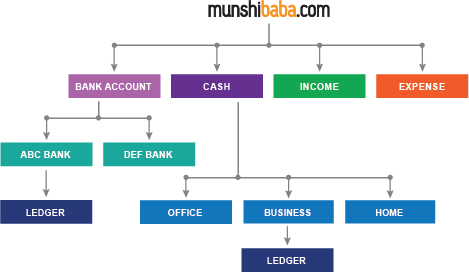 munshibaba.com
BANK ACCOUNT
CASH
INCOME
EXPENSE
ABC BANK
DEF BANK
LEDGER
OFFICE
BUSINESS
HOME
LEDGER